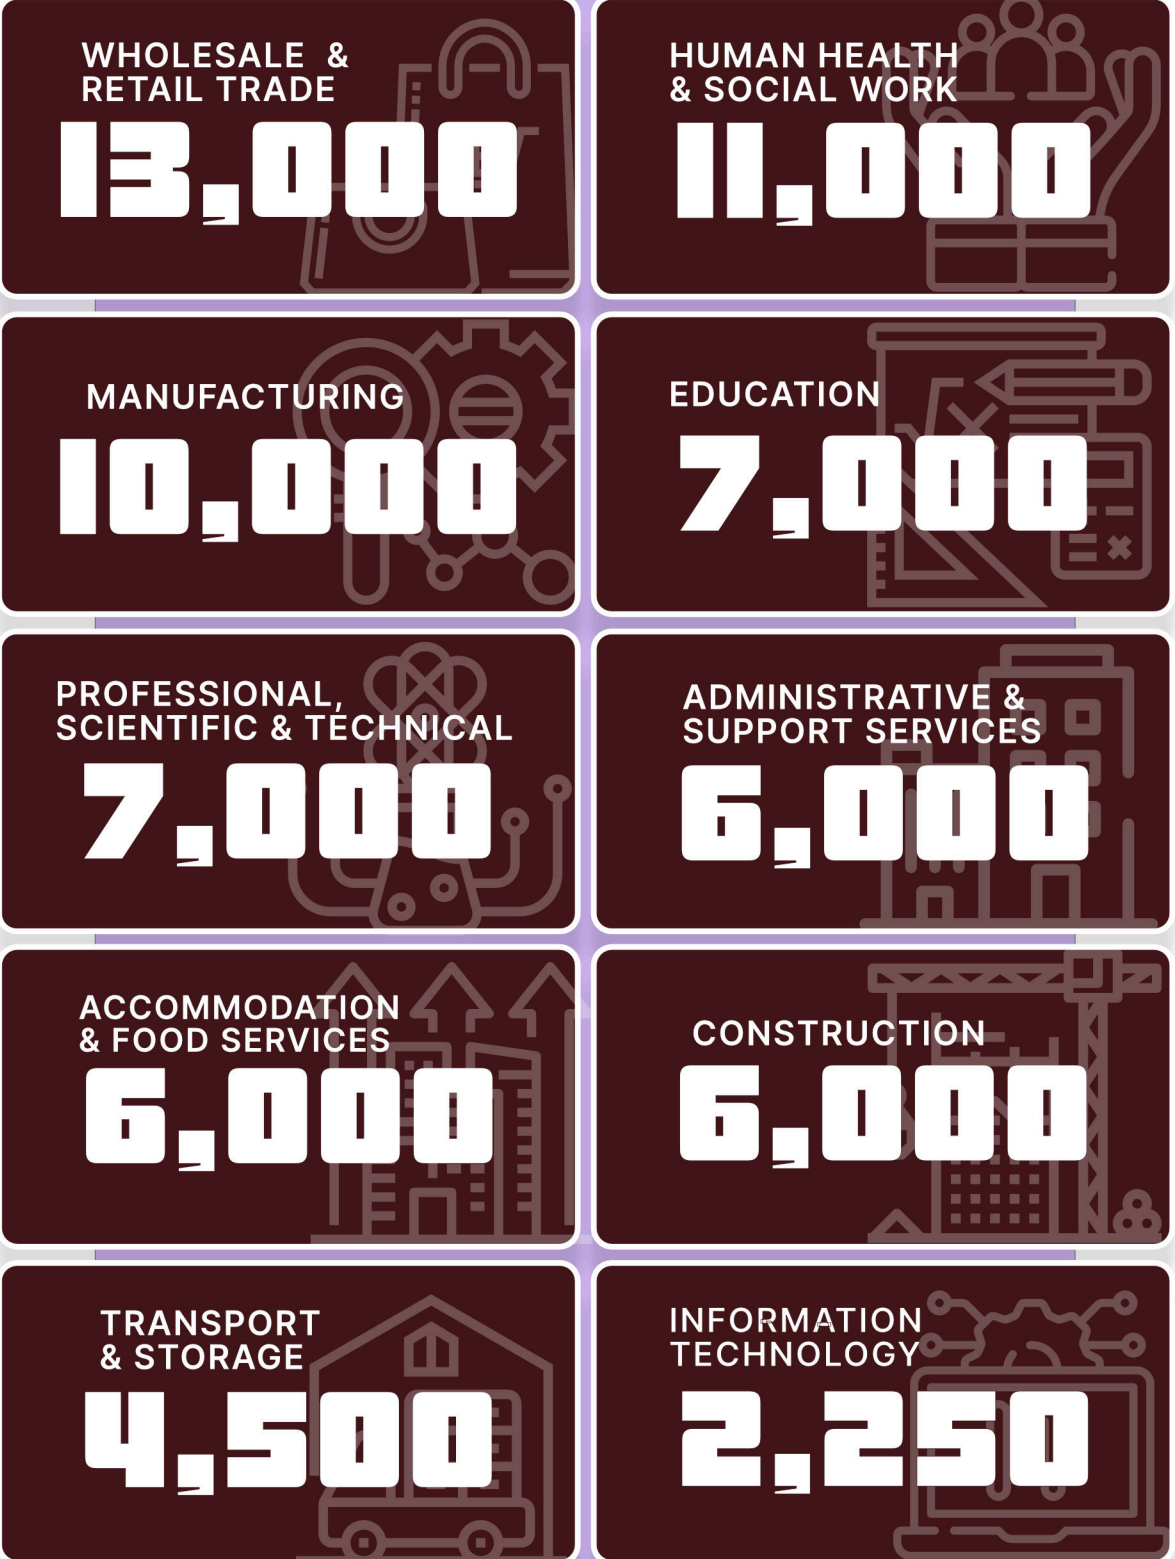 WHOLESALE &
RETAIL TRADE
13,000
HUMAN HEALTH
& SOCIAL WORK
11,000
MANUFACTURING
10,000
EDUCATION
7,000
PROFESSIONAL,
SCIENTIFIC & TECHNICAL
7,000
ADMINISTRATIVE &
SUPPORT SERVICES
6,000
ACCOMMODATION
& FOOD SERVICES
6,000
CONSTRUCTION
6,000
TRANSPORT
& STORAGE
4,500
INFORMATION
TECHNOLOGY
2,250